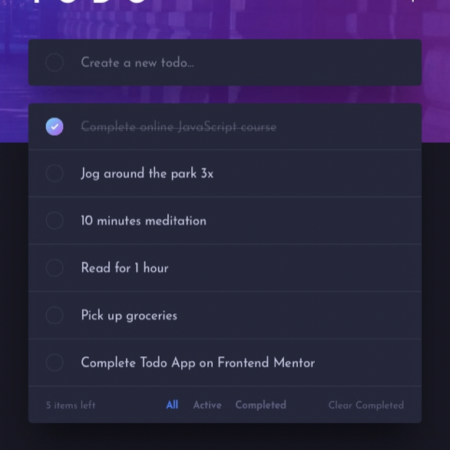 TODO
Create a new todo...
Complete online JavaScript course
Jog around the park 3x
10 minutes meditation
Read for 1 hour
Pick up groceries
Complete Todo App on Frontend Mentor
5 items left
All Active Completed
Clear Completed